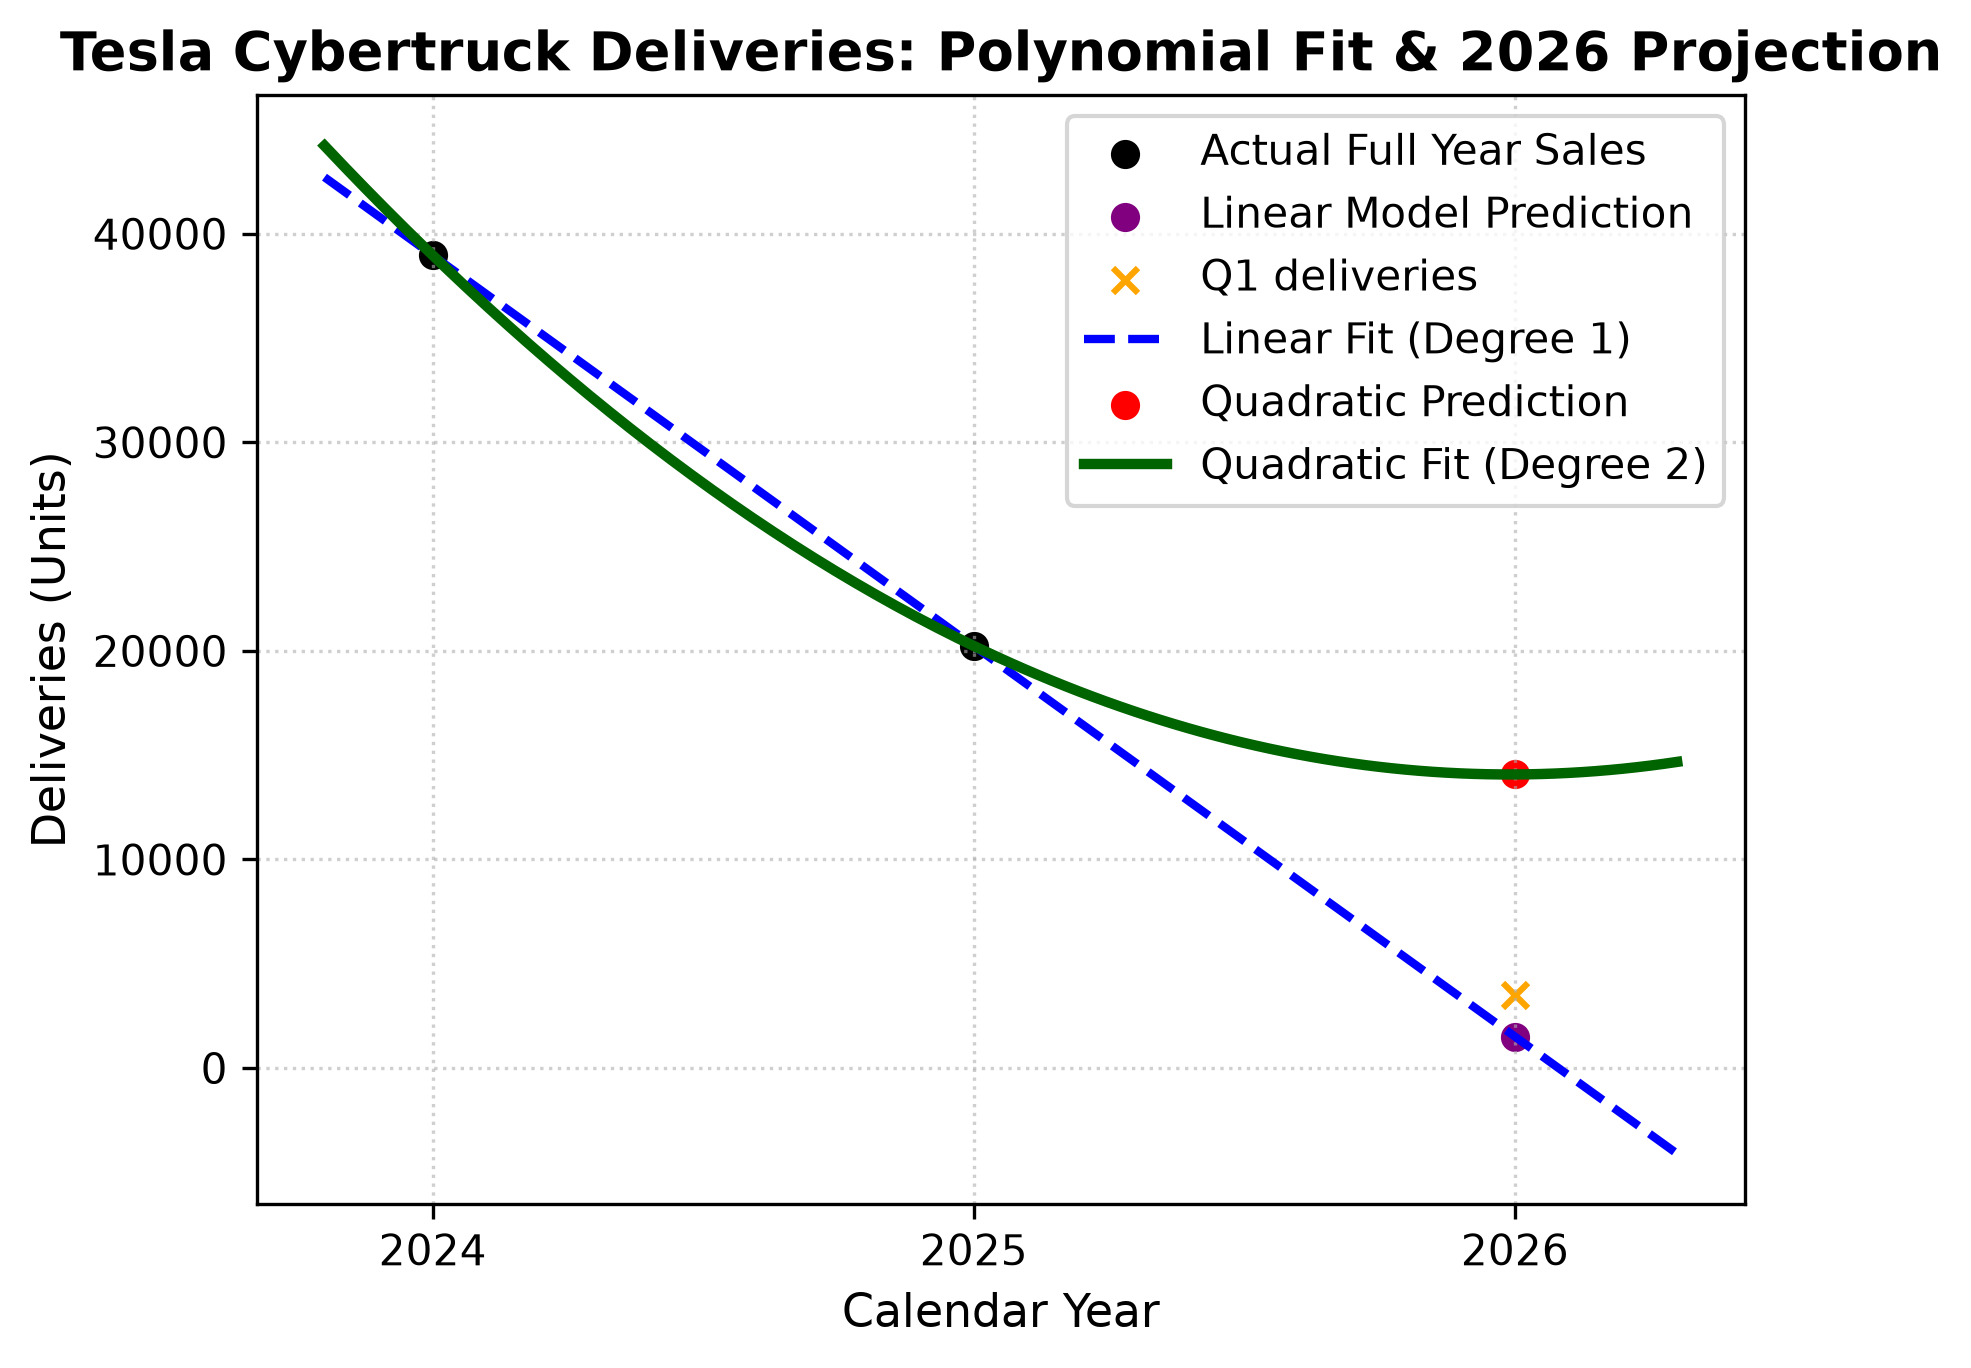 Tesla Cybertruck Deliveries: Polynomial Fit & 2026 Projection
Actual Full Year Sales
Linear Model Prediction
Q1 deliveries
Linear Fit (Degree 1)
Quadratic Prediction
Quadratic Fit (Degree 2)
Deliveries (Units)
40000
30000
20000
10000
0
2024
2025
2026
Calendar Year